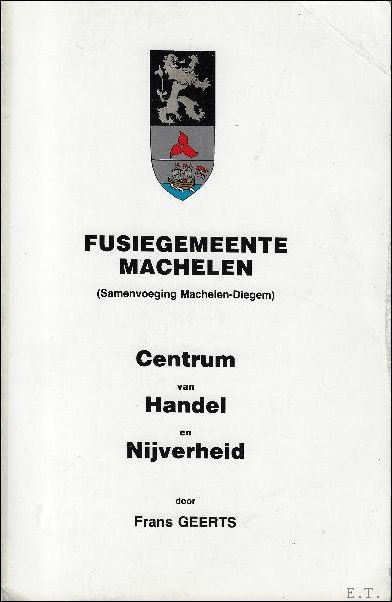 FUSIEGEMEENTE
MACHELEN
(Samenvoeging Machelen-Diegem)
Centrum
van
Handel
en
Nijverheid
door
Frans GEERTS
E.T.